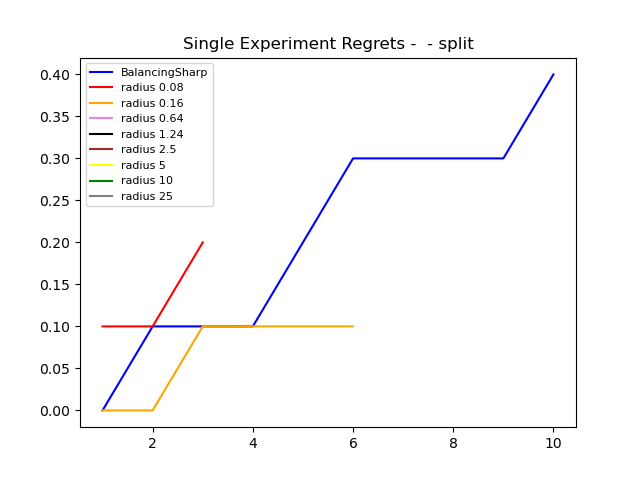 Single Experiment Regrets -  - split
0.40
0.35
0.30
0.25
0.20
0.15
0.10
0.05
0.00
BalancingSharp
radius 0.08
radius 0.16
radius 0.64
radius 1.24
radius 2.5
radius 5
radius 10
radius 25
2
4
6
8
10